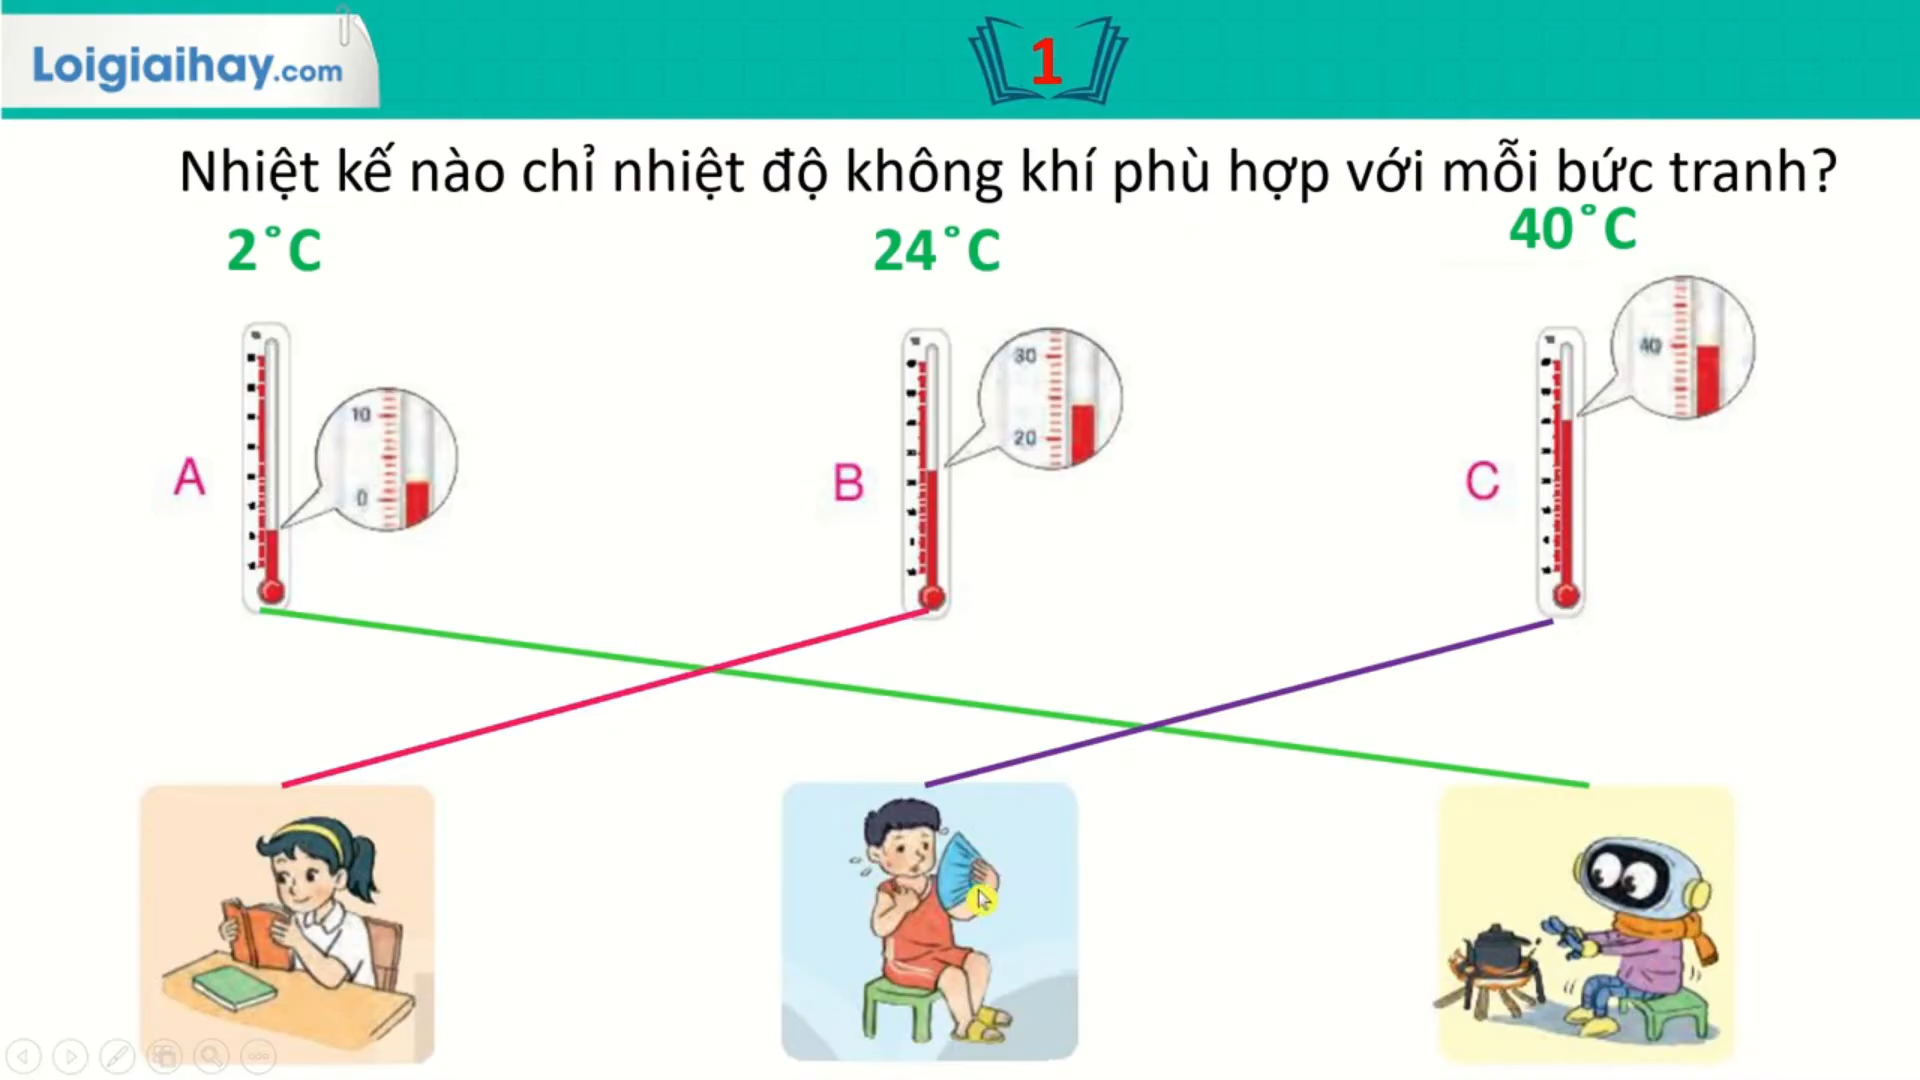 Loigiaihay.com
1
Nhiệt kế nào chỉ nhiệt độ không khí phù hợp với mỗi bức tranh?
2°C
24°C
40°C
A
10
0
B
30
20
C
40